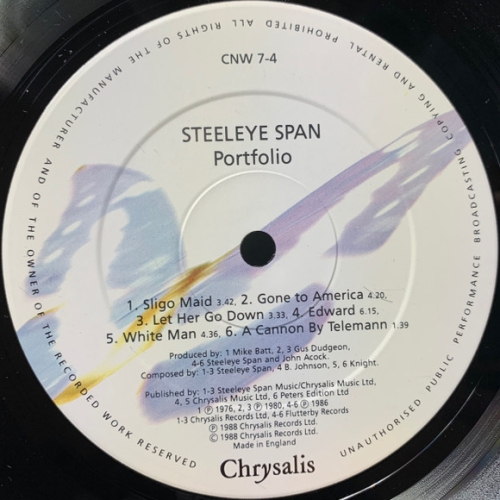 CNW 7-4
STEELEYE SPAN
Portfolio
1. Sligo Maid 3.42, 2. Gone to America 4.20,
3. Let Her Go Down 3.33, 4. Edward 6.15,
5. White Man 4.36, 6. A Cannon By Telemann 1.39
Produced by: 1 Mike Batt, 2, 3 Gus Dudgeon,
4-6 Steeleye Span and John Acock.
Composed by: 1-3 Steeleye Span, 4 B. Johnson, 5, 6 Knight.
Published by: 1-3 Steeleye Span Music/Chrysalis Music Ltd,
4, 5 Chrysalis Music Ltd, 6 Peters Edition Ltd
1 ℗ 1976, 2, 3 ℗ 1980, 4-6 ℗ 1986
1-3 Chrysalis Records Ltd, 4-6 Flutterby Records
℗ 1988 Chrysalis Records Ltd.
© 1988 Chrysalis Records Ltd.
Made in England
Chrysalis
ALL RIGHTS OF THE MANUFACTURER AND OF THE OWNER OF THE RECORDED WORK RESERVED
UNAUTHORISED PUBLIC PERFORMANCE BROADCASTING COPYING AND RENTAL PROHIBITED